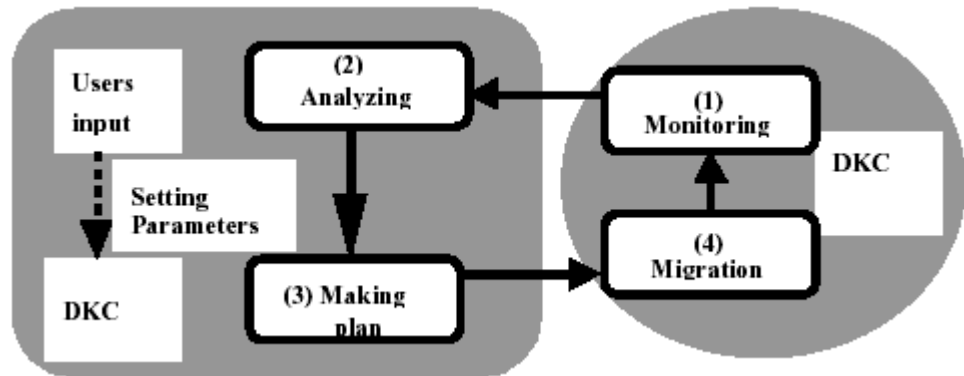 Users
input
Setting
Parameters
DKC
(2)
Analyzing
(3) Making
plan
(1)
Monitoring
DKC
(4)
Migration